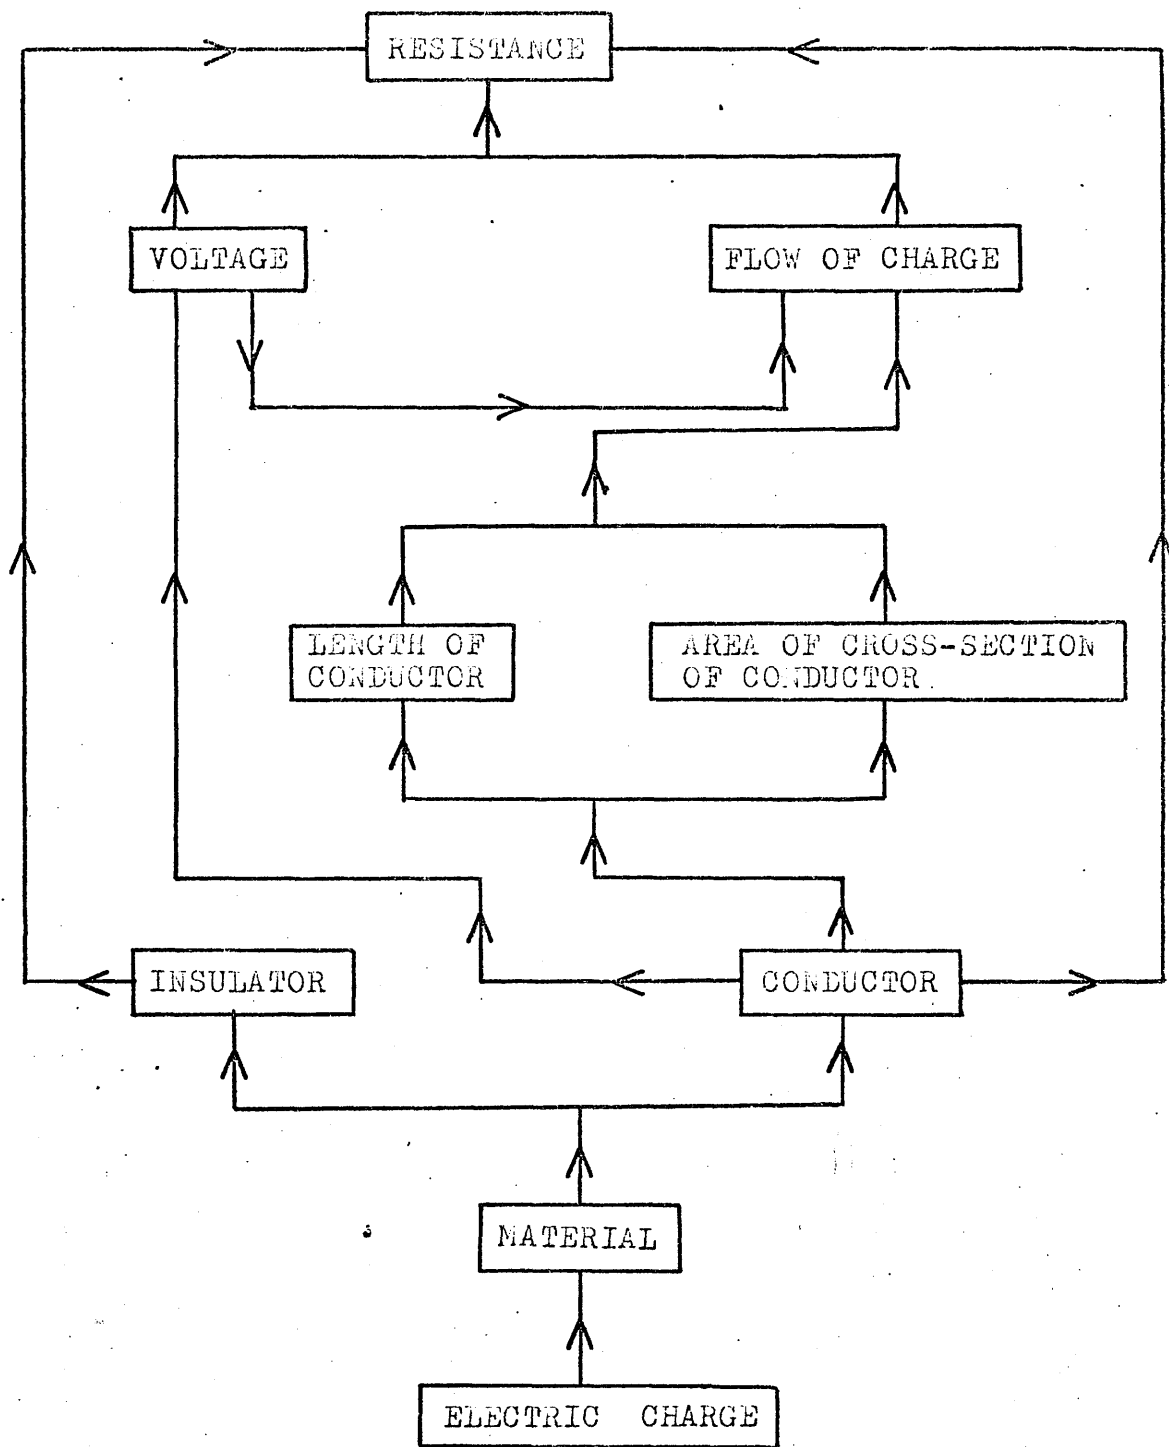 RESISTANCE
VOLTAGE
FLOW OF CHARGE
LENGTH OF
CONDUCTOR
AREA OF CROSS-SECTION
OF CONDUCTOR
INSULATOR
CONDUCTOR
MATERIAL
ELECTRIC CHARGE